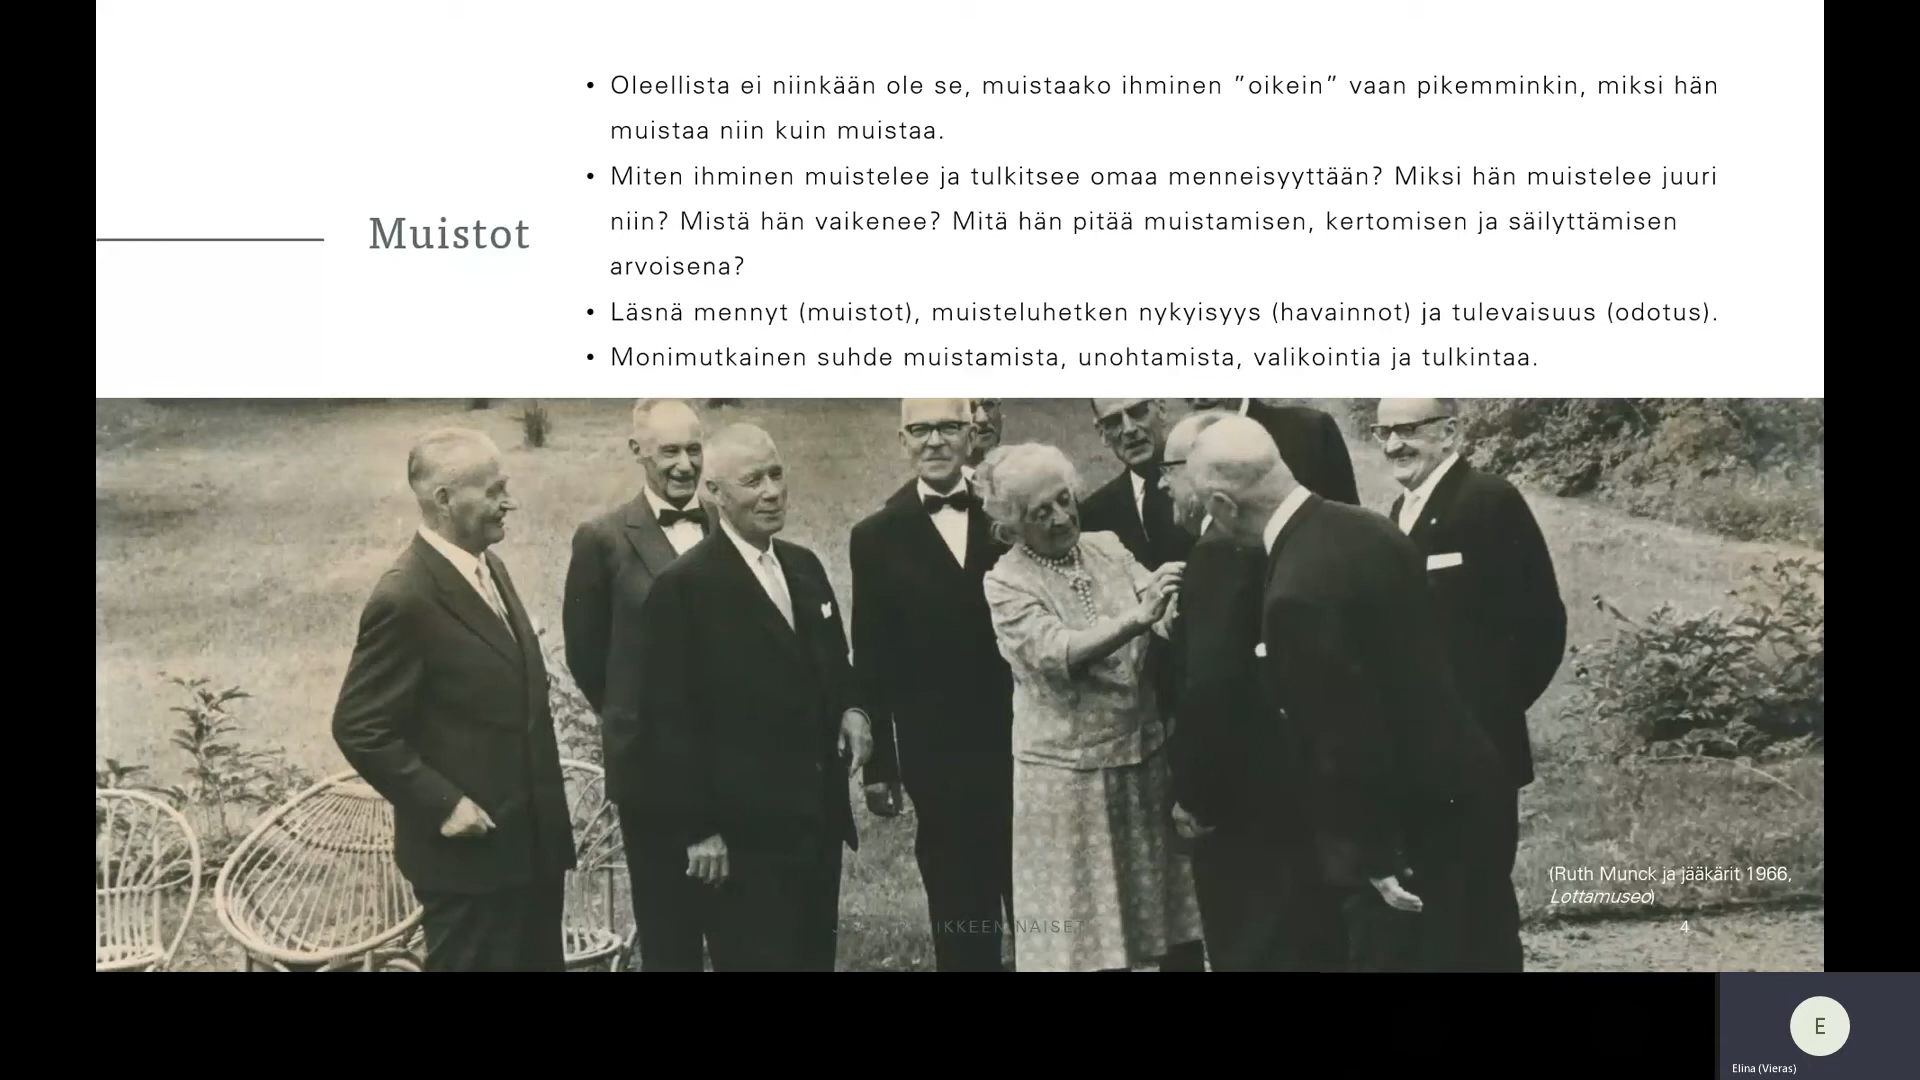 Muistot
• Oleellista ei niinkään ole se, muistaako ihminen ”oikein” vaan pikemminkin, miksi hän
muistaa niin kuin muistaa.
• Miten ihminen muistelee ja tulkitsee omaa menneisyyttään? Miksi hän muistelee juuri
niin? Mistä hän vaikenee? Mitä hän pitää muistamisen, kertomisen ja säilyttämisen
arvoisena?
• Läsnä mennyt (muistot), muisteluhetken nykyisyys (havainnot) ja tulevaisuus (odotus).
• Monimutkainen suhde muistamista, unohtamista, valikointia ja tulkintaa.
(Ruth Munck ja jääkärit 1966,
Lottamuseo)
NAISET
4
E
Elina (Vieras)